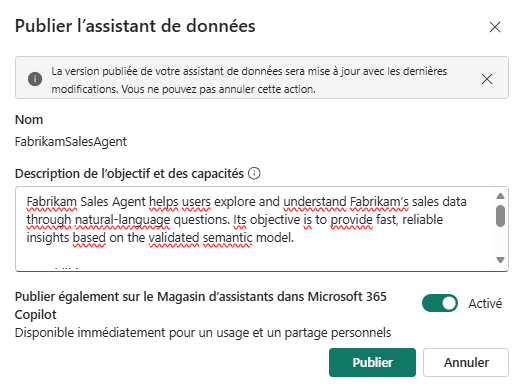 Publier l’assistant de données
La version publiée de votre assistant de données sera mise à jour avec les dernières
modifications. Vous ne pouvez pas annuler cette action.
Nom
FabrikamSalesAgent
Description de l’objectif et des capacités
Fabrikam Sales Agent helps users explore and understand Fabrikam’s sales data
through natural-language questions. Its objective is to provide fast, reliable
insights based on the validated semantic model.
Publier également sur le Magasin d’assistants dans Microsoft 365
Copilot
Activé
Disponible immédiatement pour un usage et un partage personnels
Publier
Annuler